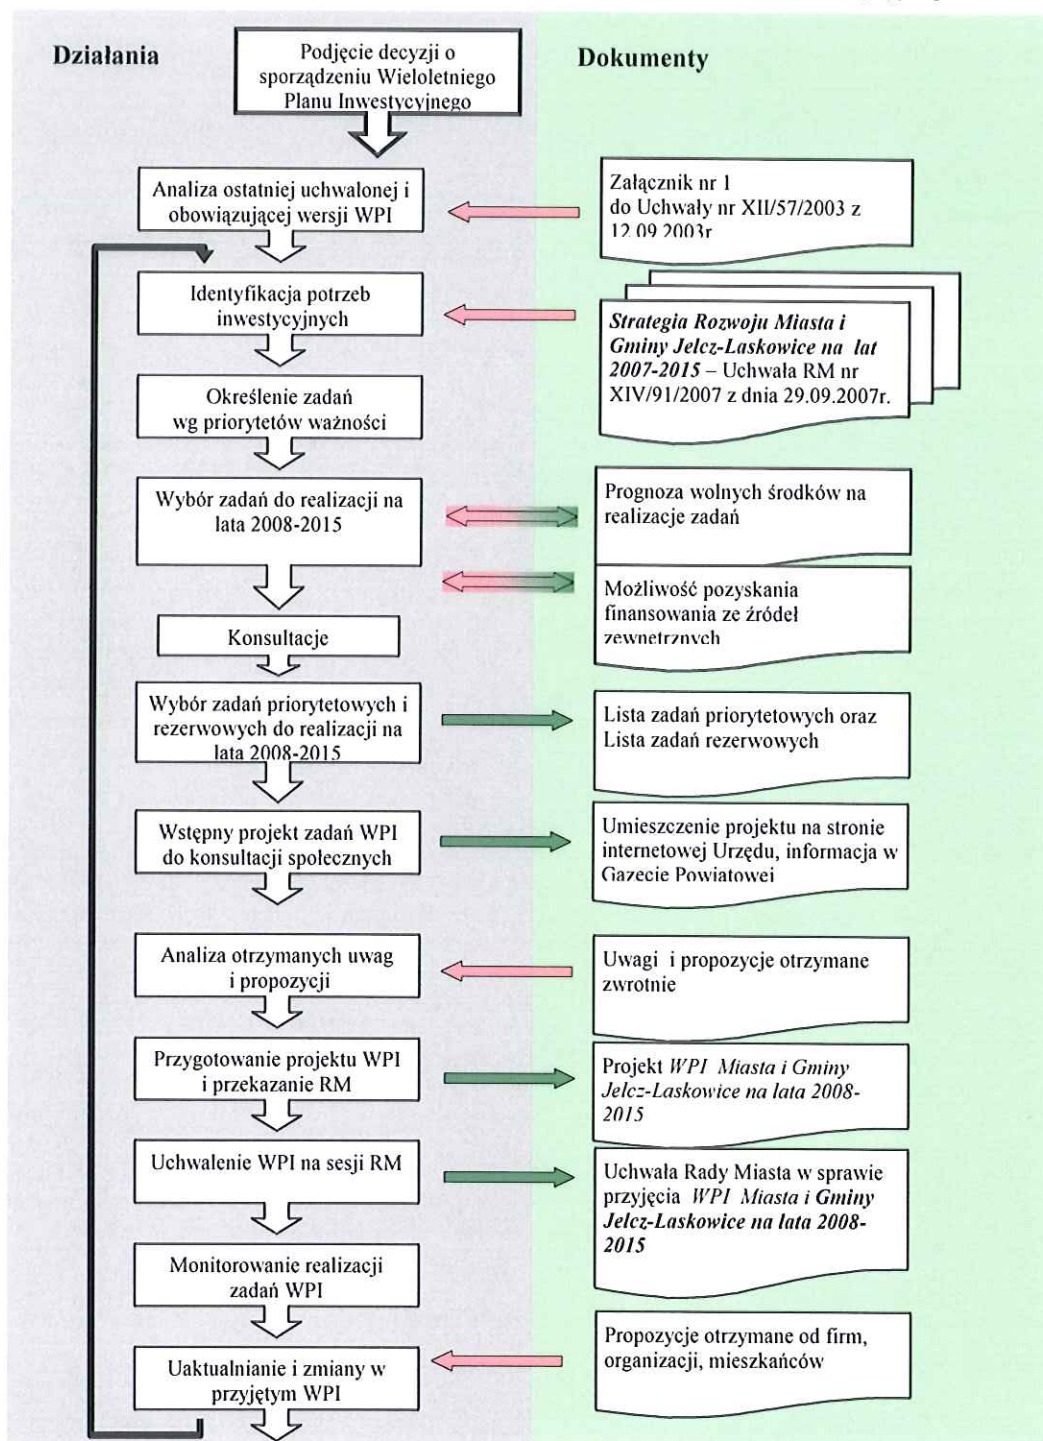 Działania
Podjęcie decyzji o
sporządzeniu Wieloletniego
Planu Inwestycyjnego
Dokumenty
Analiza ostatniej uchwalonej i
obowiązującej wersji WPI
Załącznik nr 1
do Uchwały nr XII/57/2003 z
12.09.2003r
Identyfikacja potrzeb
inwestycyjnych
Strategia Rozwoju Miasta i
Gminy Jelcz-Laskowice na lat
2007-2015 – Uchwała RM nr
XIV/91/2007 z dnia 29.09.2007r.
Określenie zadań
wg priorytetów ważności
Wybór zadań do realizacji na
lata 2008-2015
Prognoza wolnych środków na
realizacje zadań
Możliwość pozyskania
finansowania ze źródeł
zewnętrznych
Konsultacje
Wybór zadań priorytetowych i
rezerwowych do realizacji na
lata 2008-2015
Lista zadań priorytetowych oraz
Lista zadań rezerwowych
Wstępny projekt zadań WPI
do konsultacji społecznych
Umieszczenie projektu na stronie
internetowej Urzędu, informacja w
Gazecie Powiatowej
Analiza otrzymanych uwag
i propozycji
Uwagi i propozycje otrzymane
zwrotnie
Przygotowanie projektu WPI
i przekazanie RM
Projekt WPI Miasta i Gminy
Jelcz-Laskowice na lata 2008-
2015
Uchwalenie WPI na sesji RM
Uchwała Rady Miasta w sprawie
przyjęcia WPI Miasta i Gminy
Jelcz-Laskowice na lata 2008-
2015
Monitorowanie realizacji
zadań WPI
Uaktualnianie i zmiany w
przyjętym WPI
Propozycje otrzymane od firm,
organizacji, mieszkańców